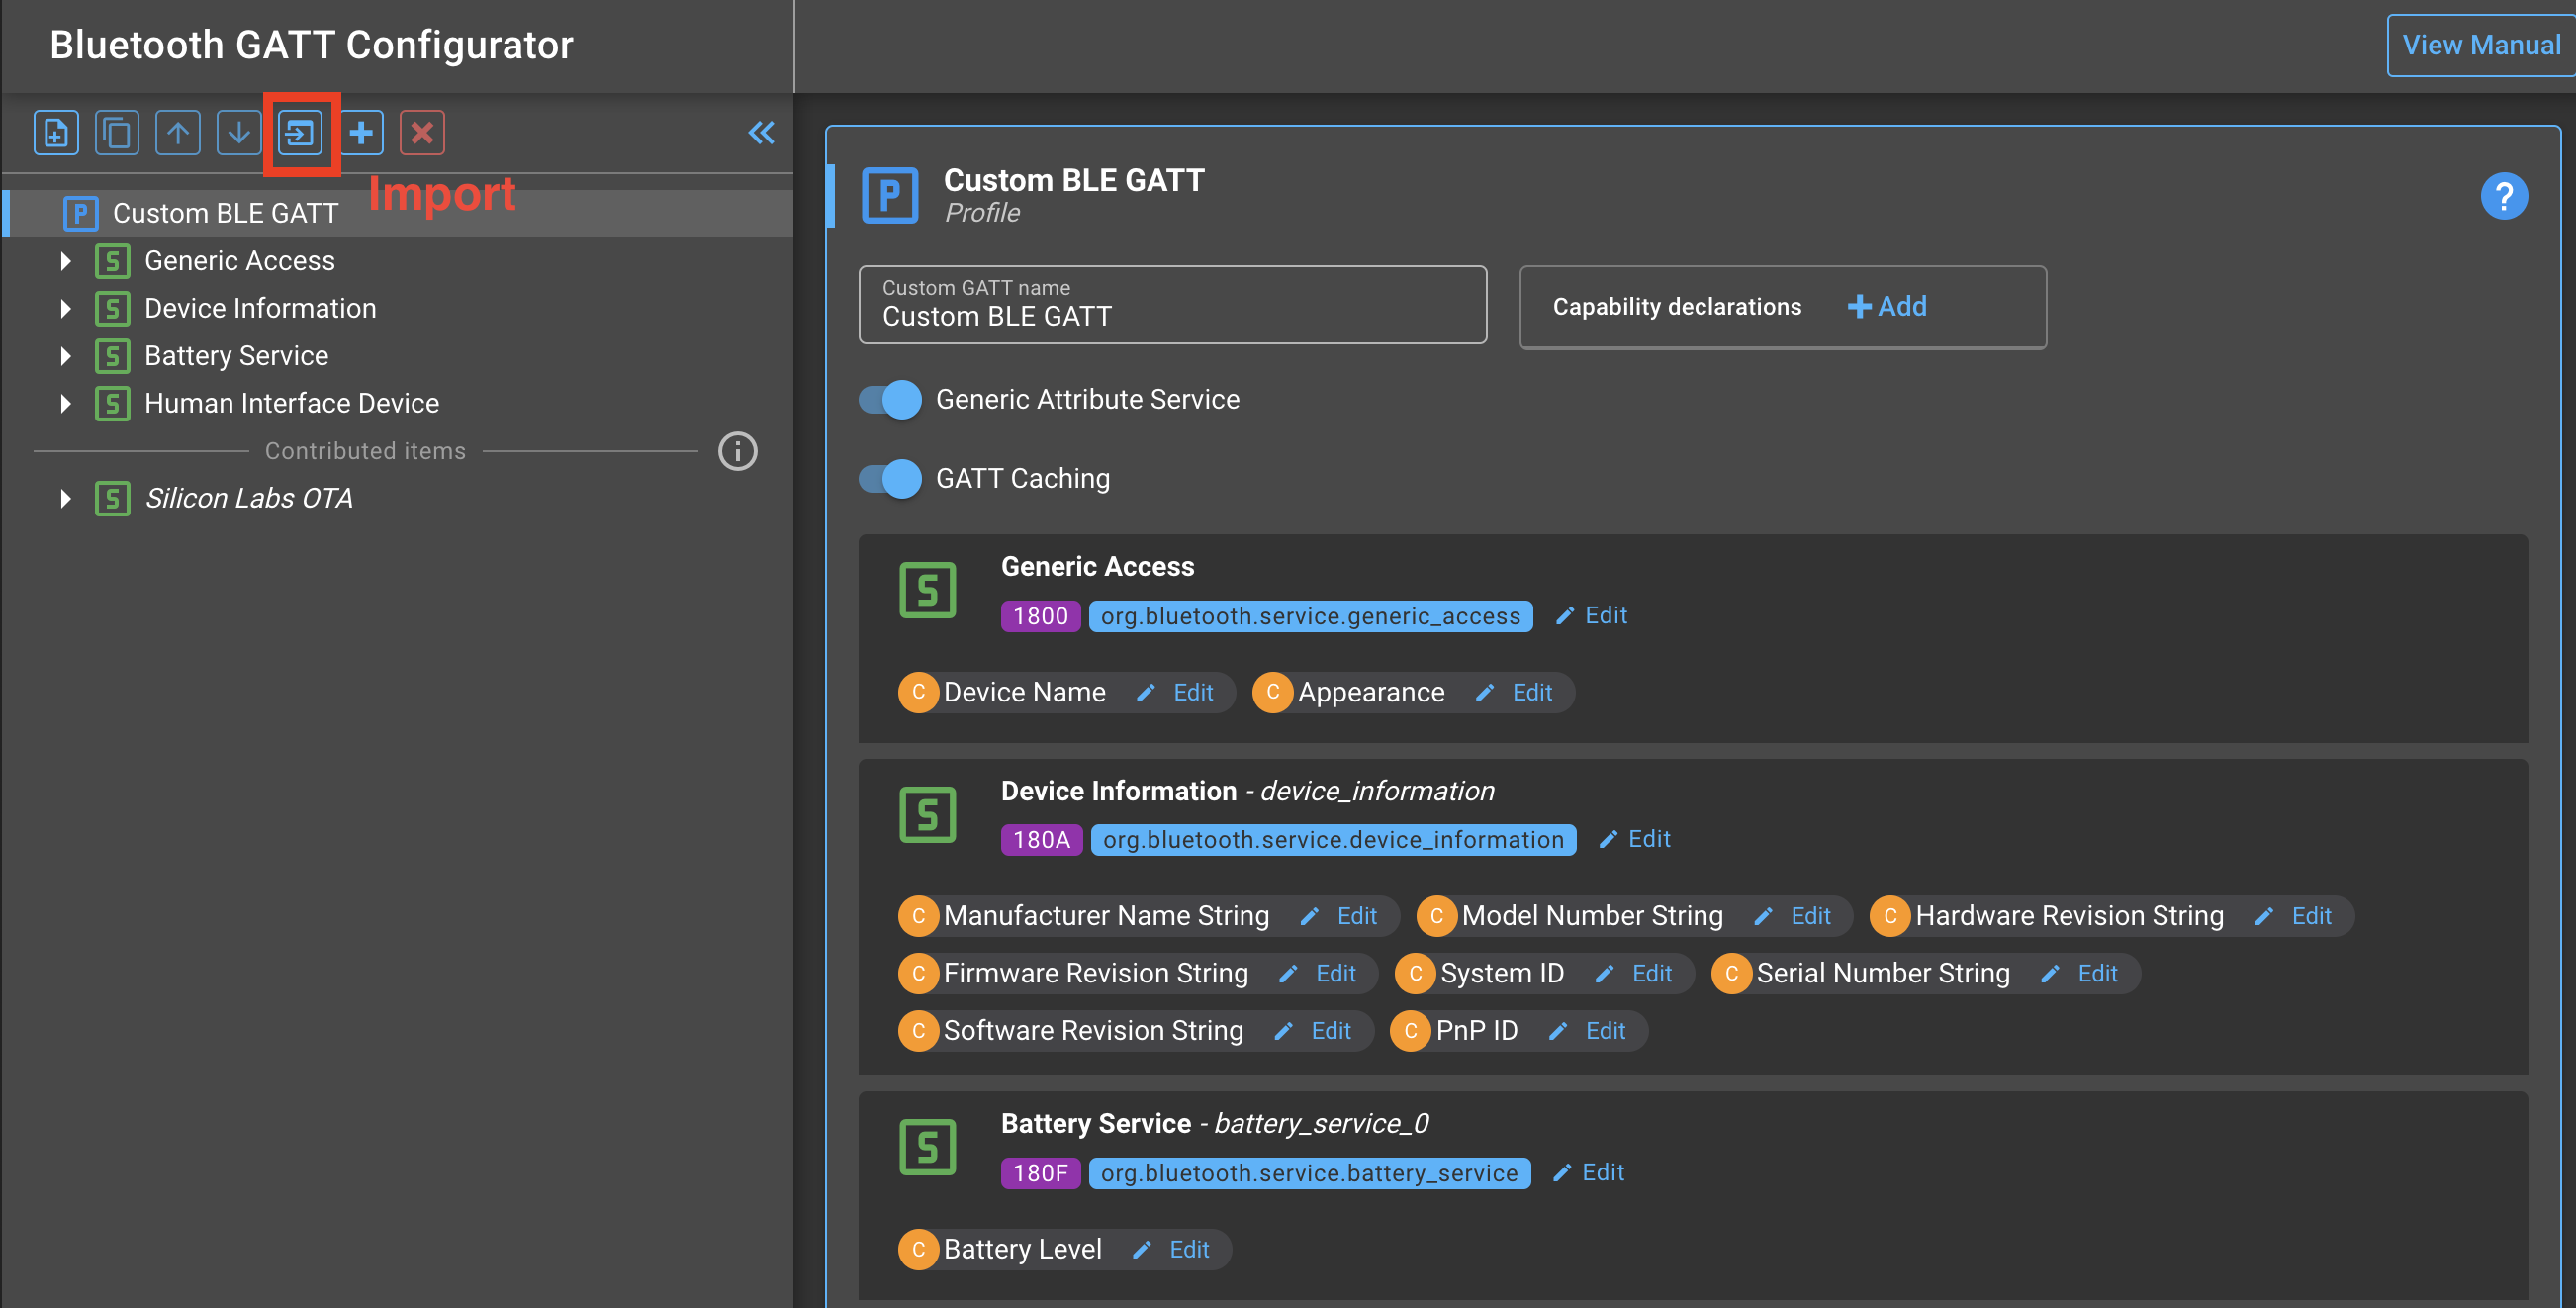 Bluetooth GATT Configurator
View Manual
Import
P Custom BLE GATT
S Generic Access
S Device Information
S Battery Service
S Human Interface Device
Contributed items
S Silicon Labs OTA
P Custom BLE GATT
Profile
?
Custom GATT name
Custom BLE GATT
Capability declarations + Add
Generic Attribute Service
GATT Caching
S Generic Access
1800 org.bluetooth.service.generic_access Edit
C Device Name Edit C Appearance Edit
S Device Information - device_information
180A org.bluetooth.service.device_information Edit
C Manufacturer Name String Edit C Model Number String Edit C Hardware Revision String Edit
C Firmware Revision String Edit C System ID Edit C Serial Number String Edit
C Software Revision String Edit C PnP ID Edit
S Battery Service - battery_service_0
180F org.bluetooth.service.battery_service Edit
C Battery Level Edit